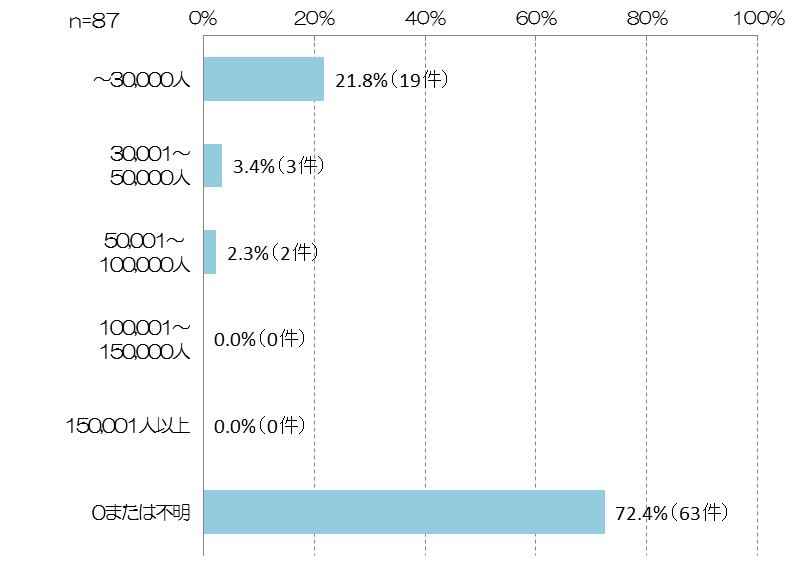 n=87
0% 20% 40% 60% 80% 100%
～30,000人 21.8%（19件）
30,001～
50,000人
3.4%（3件）
50,001～
100,000人
2.3%（2件）
100,001～
150,000人
0.0%（0件）
150,001人以上 0.0%（0件）
0または不明 72.4%（63件）